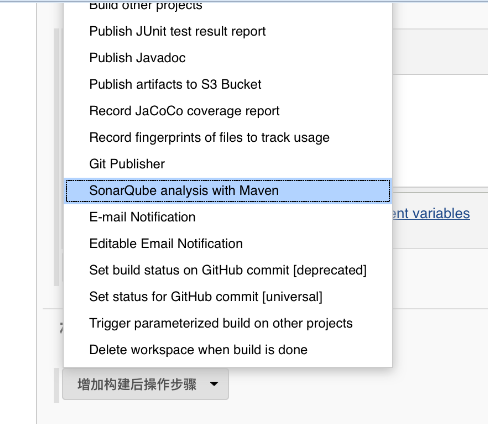 Build other projects
Publish JUnit test result report
Publish Javadoc
Publish artifacts to S3 Bucket
Record JaCoCo coverage report
Record fingerprints of files to track usage
Git Publisher
SonarQube analysis with Maven
ent variables
E-mail Notification
Editable Email Notification
Set build status on GitHub commit [deprecated]
Set status for GitHub commit [universal]
Trigger parameterized build on other projects
Delete workspace when build is done
增加构建后操作步骤